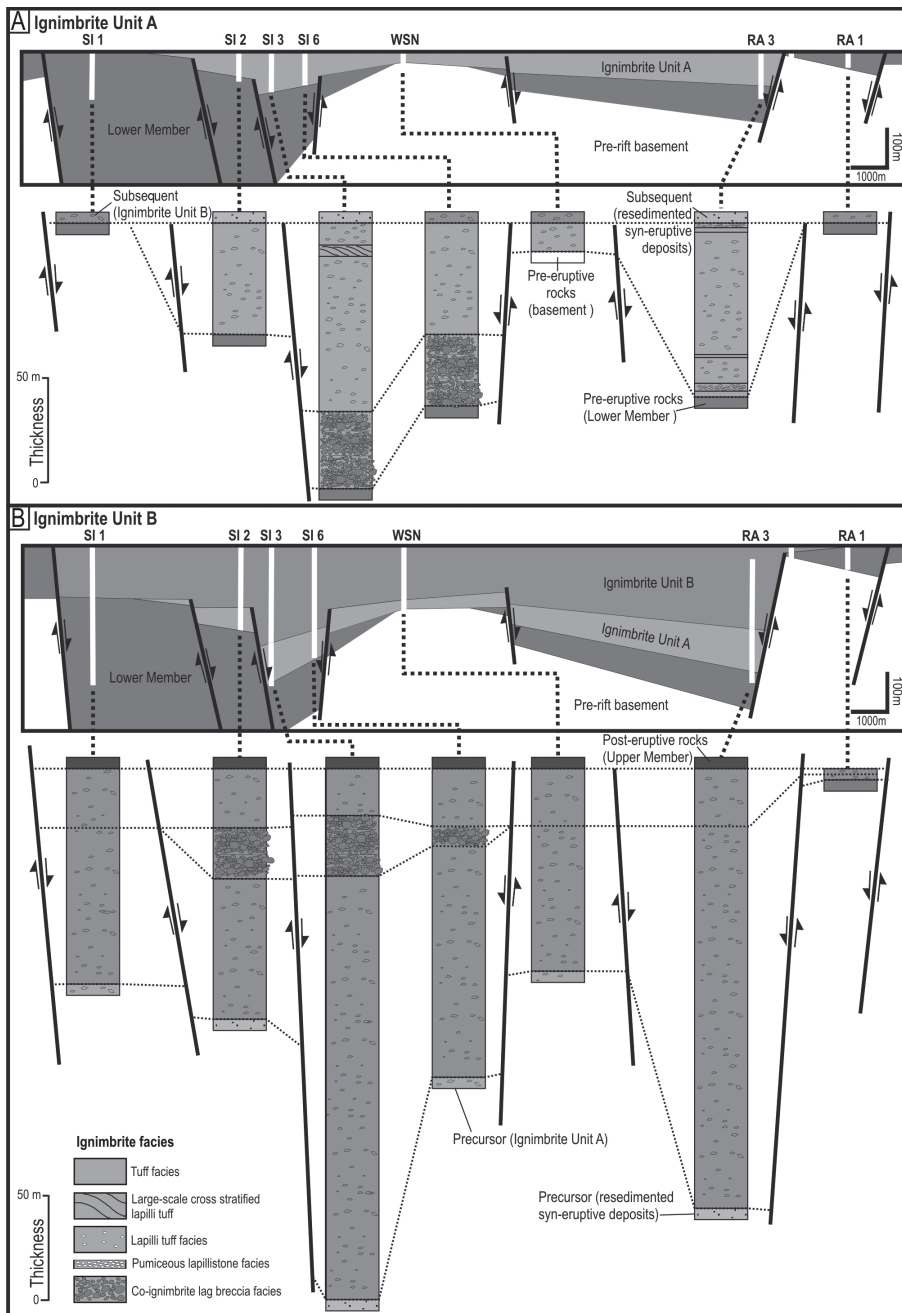 A Ignimbrite Unit A
SI 1 SI 2 SI 3 SI 6 WSN RA 3 RA 1
Ignimbrite Unit A
Lower Member
Pre-rift basement
100m
1000m
Subsequent
(Ignimbrite Unit B)
Subsequent
(resedimented
syn-eruptive
deposits)
Pre-eruptive
rocks
(basement )
Pre-eruptive rocks
(Lower Member )
50 m
Thickness
0
B Ignimbrite Unit B
SI 1 SI 2 SI 3 SI 6 WSN RA 3 RA 1
Ignimbrite Unit B
Ignimbrite Unit A
Lower Member
Pre-rift basement
100m
1000m
Post-eruptive rocks
(Upper Member)
Precursor (Ignimbrite Unit A)
Precursor (resedimented
syn-eruptive deposits)
Ignimbrite facies
Tuff facies
Large-scale cross stratified
lapilli tuff
Lapilli tuff facies
Pumiceous lapillistone facies
Co-ignimbrite lag breccia facies
50 m
Thickness
0